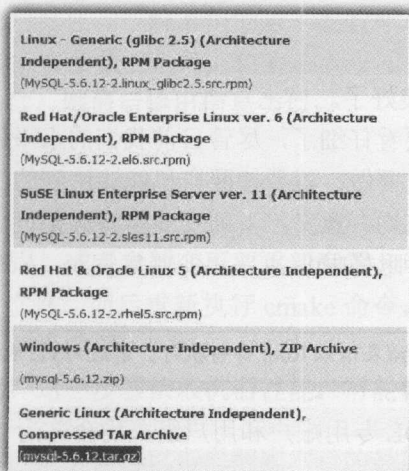 Linux - Generic (glibc 2.5) (Architecture
Independent), RPM Package
(MySQL-5.6.12-2.linux_glibc2.5.src.rpm)
Red Hat/Oracle Enterprise Linux ver. 6 (Architecture
Independent), RPM Package
(MySQL-5.6.12-2.el6.src.rpm)
SuSE Linux Enterprise Server ver. 11 (Architecture
Independent), RPM Package
(MySQL-5.6.12-2.sles11.src.rpm)
Red Hat & Oracle Linux 5 (Architecture Independent),
RPM Package
(MySQL-5.6.12-2.rhel5.src.rpm)
Windows (Architecture Independent), ZIP Archive
(mysql-5.6.12.zip)
Generic Linux (Architecture Independent),
Compressed TAR Archive
(mysql-5.6.12.tar.gz)